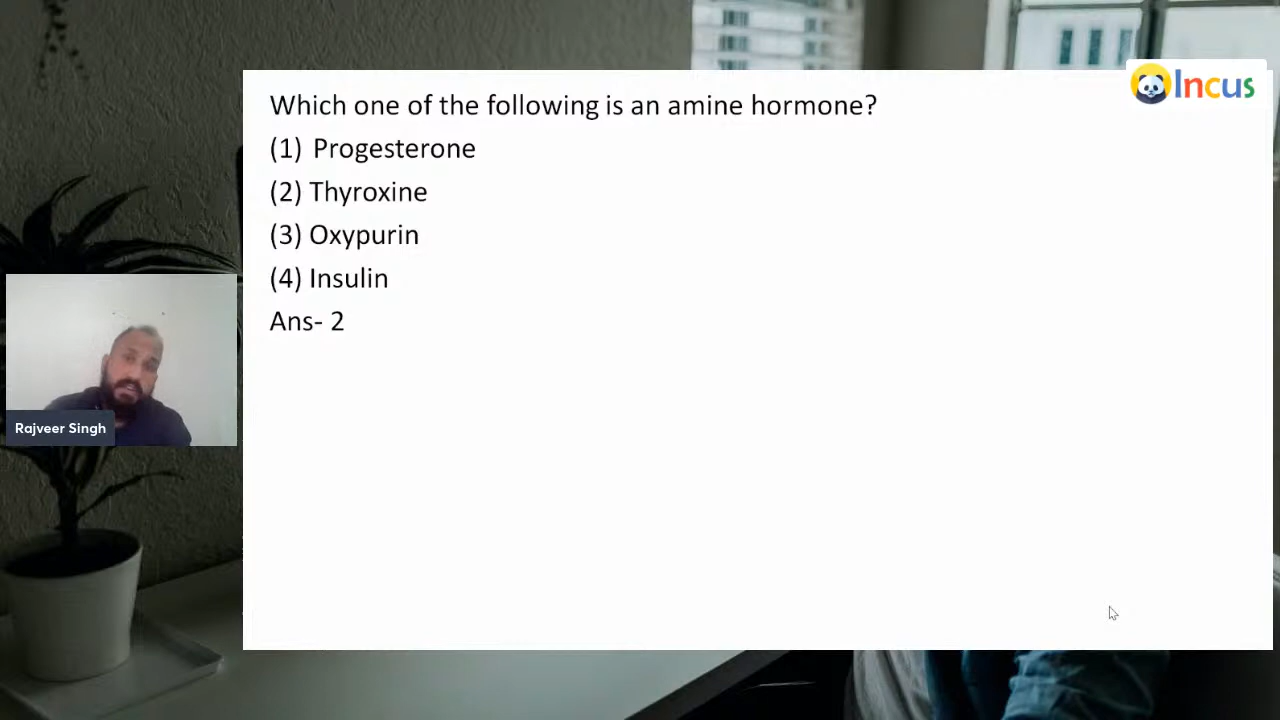 Incus
Which one of the following is an amine hormone?
(1) Progesterone
(2) Thyroxine
(3) Oxypurin
(4) Insulin
Ans- 2
Rajveer Singh